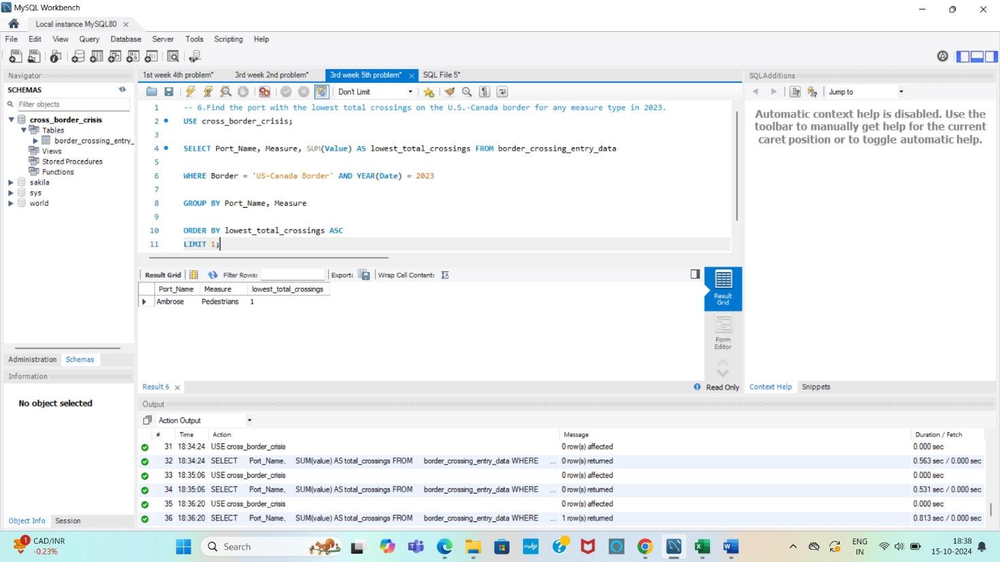 MySQL Workbench
Local instance MySQL80
File Edit View Query Database Server Tools Scripting Help
Navigator
SCHEMAS
Filter objects
cross_border_crisis
Tables
border_crossing_entry_
Views
Stored Procedures
Functions
sakila
sys
world
Administration Schemas
Information
No object selected
Object Info Session
1st week 4th problem* 3rd week 2nd problem* 3rd week 5th problem* SQL File 5*
Don't Limit
1 -- 6.Find the port with the lowest total crossings on the U.S.-Canada border for any measure type in 2023.
2 USE cross_border_crisis;
3
4 SELECT Port_Name, Measure, SUM(Value) AS lowest_total_crossings FROM border_crossing_entry_data
5
6 WHERE Border = 'US-Canada Border' AND YEAR(Date) = 2023
7
8 GROUP BY Port_Name, Measure
9
10 ORDER BY lowest_total_crossings ASC
11 LIMIT 1;
Result Grid Filter Rows: Export: Wrap Cell Content:
Port_Name Measure lowest_total_crossings
Ambrose Pedestrians 1
Result Grid
Form Editor
Result 6
Read Only
SQLAdditions
Jump to
Automatic context help is disabled. Use the
toolbar to manually get help for the current
caret position or to toggle automatic help.
Context Help Snippets
Output
Action Output
# Time Action Message Duration / Fetch
31 18:34:24 USE cross_border_crisis 0 row(s) affected 0.000 sec
32 18:34:24 SELECT Port_Name, SUM(value) AS total_crossings FROM border_crossing_entry_data WHERE ... 0 row(s) returned 0.563 sec / 0.000 sec
33 18:35:06 USE cross_border_crisis 0 row(s) affected 0.000 sec
34 18:35:06 SELECT Port_Name, SUM(value) AS total_crossings FROM border_crossing_entry_data WHERE ... 0 row(s) returned 0.531 sec / 0.000 sec
35 18:36:20 USE cross_border_crisis 0 row(s) affected 0.000 sec
36 18:36:20 SELECT Port_Name, SUM(value) AS total_crossings FROM border_crossing_entry_data WHERE ... 1 row(s) returned 0.813 sec / 0.000 sec
1
CAD/INR
-0.23%
Search
ENG
IN
18:38
15-10-2024